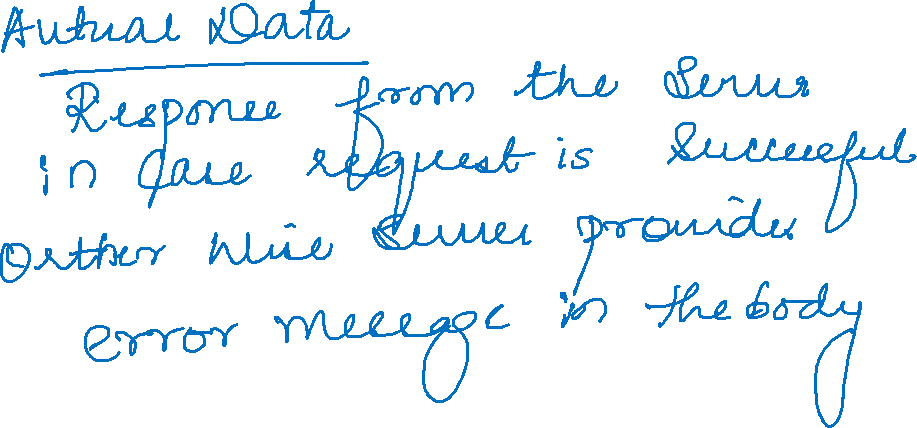 Actual Data
Response from the Server
in case request is successful
Otherwise Server provides
error message in the body